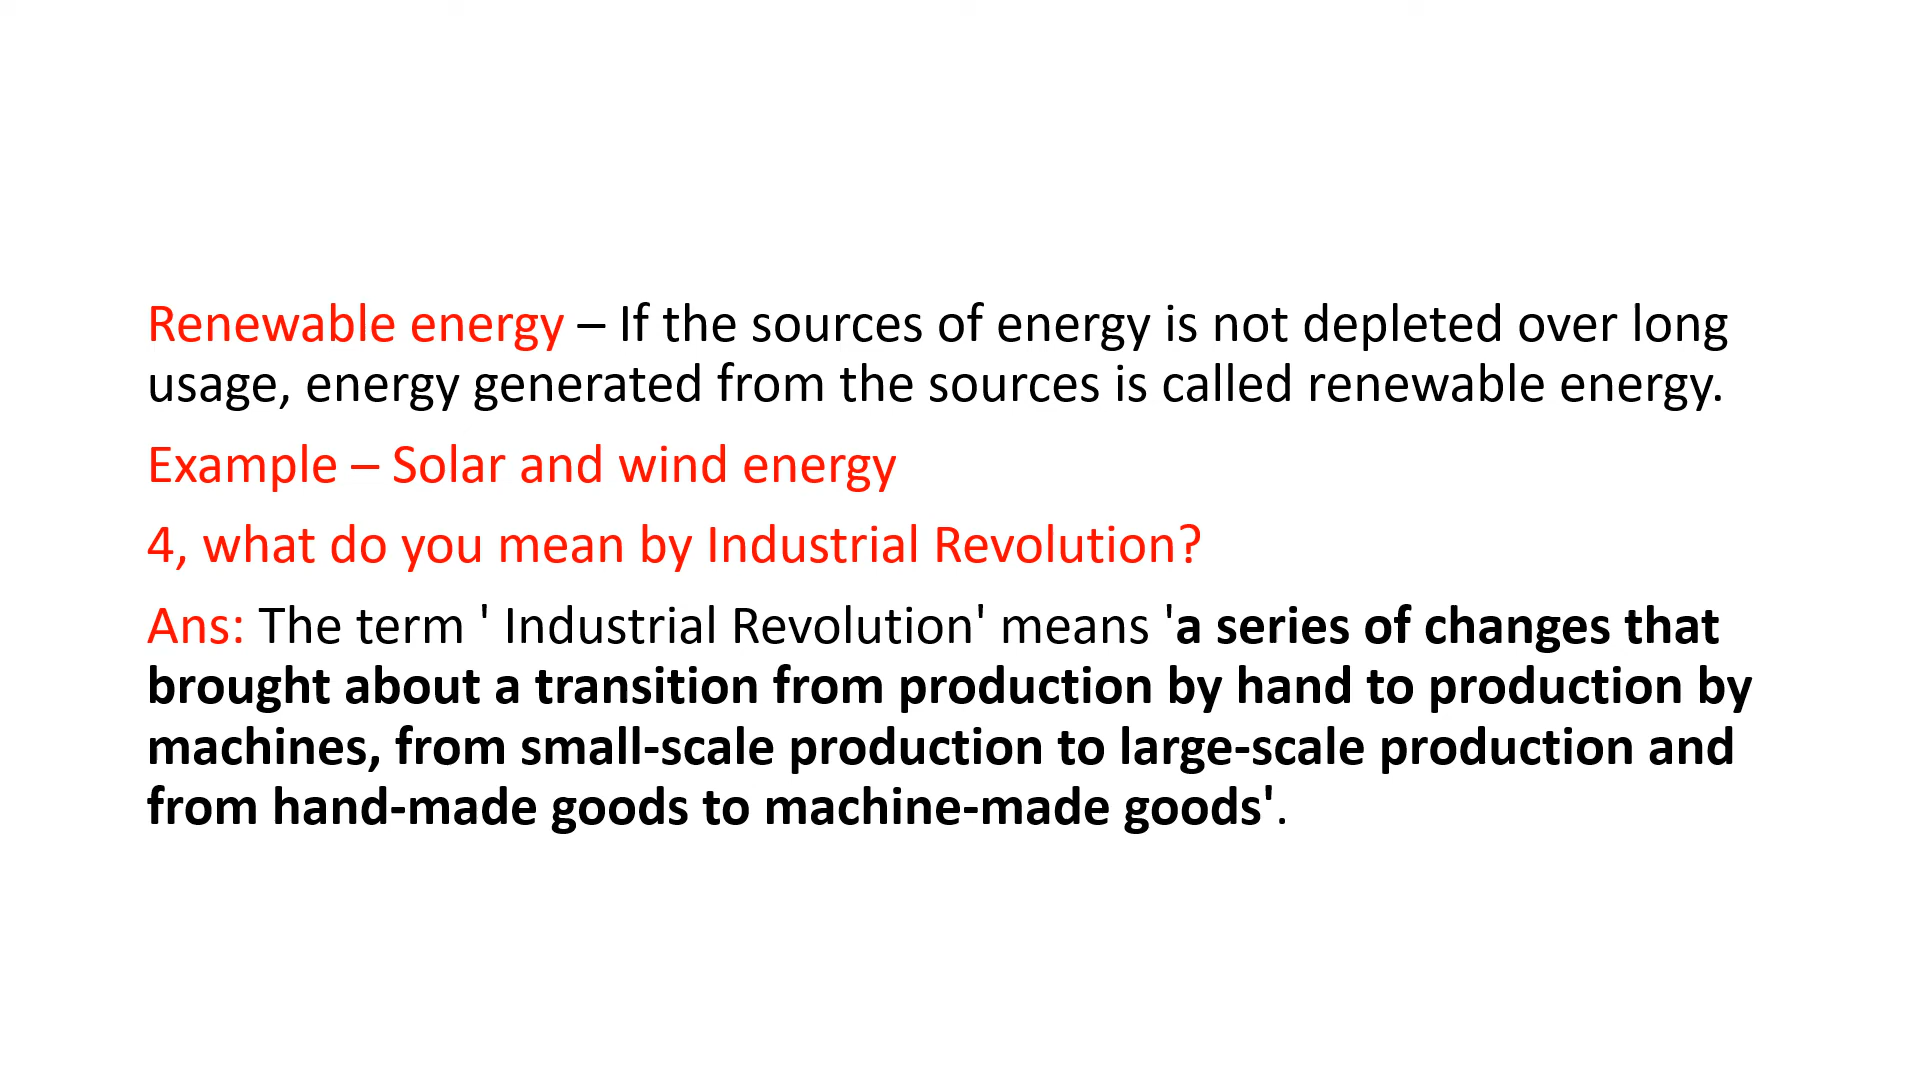 Renewable energy – If the sources of energy is not depleted over long
usage, energy generated from the sources is called renewable energy.
Example – Solar and wind energy
4, what do you mean by Industrial Revolution?
Ans: The term ' Industrial Revolution' means 'a series of changes that
brought about a transition from production by hand to production by
machines, from small-scale production to large-scale production and
from hand-made goods to machine-made goods'.